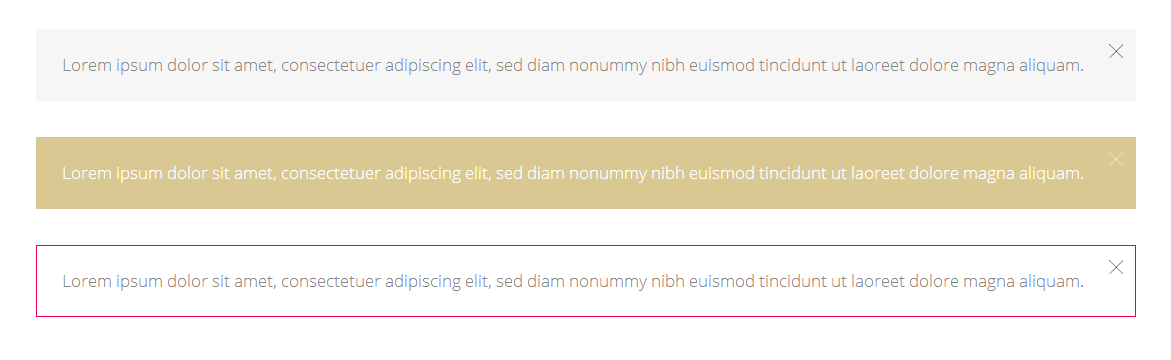 Lorem ipsum dolor sit amet, consectetuer adipiscing elit, sed diam nonummy nibh euismod tincidunt ut laoreet dolore magna aliquam.
Lorem ipsum dolor sit amet, consectetuer adipiscing elit, sed diam nonummy nibh euismod tincidunt ut laoreet dolore magna aliquam.
Lorem ipsum dolor sit amet, consectetuer adipiscing elit, sed diam nonummy nibh euismod tincidunt ut laoreet dolore magna aliquam.